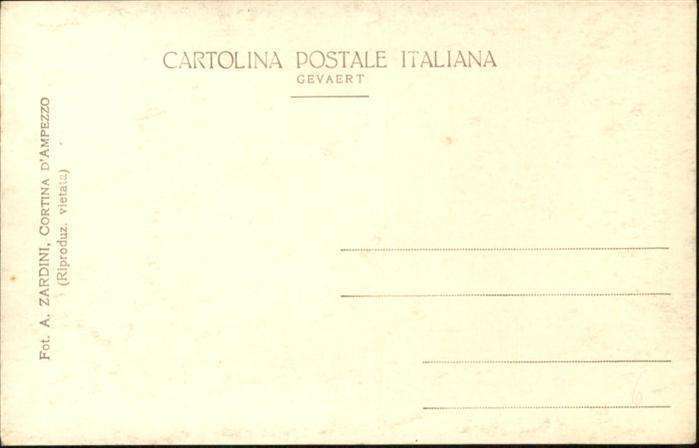 CARTOLINA POSTALE ITALIANA
GEVAERT
Fot. A. ZARDINI, CORTINA D'AMPEZZO
(Riproduz. vietata)